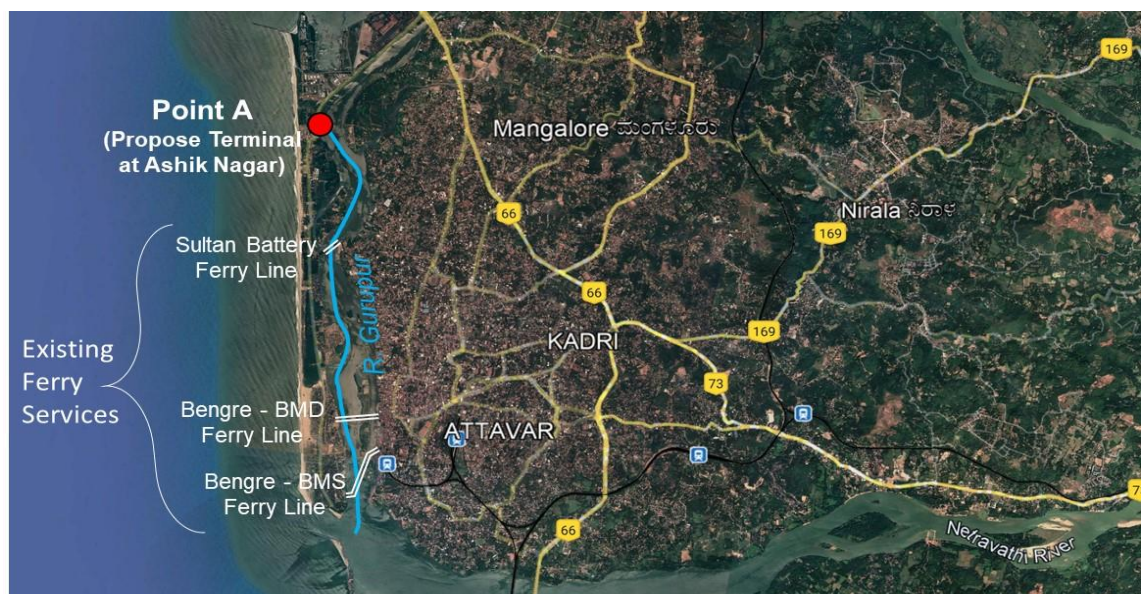 Point A
(Propose Terminal
at Ashik Nagar)
Sultan Battery
Ferry Line
Existing
Ferry
Services
Bengre - BMD
Ferry Line
Bengre - BMS
Ferry Line
R. Gurupur
Mangalore ಮಂಗಳೂರು
Nirala ನಿರಾಳ
KADRI
ATTAVAR
Netravathi River
169
169
169
66
66
66
73
7